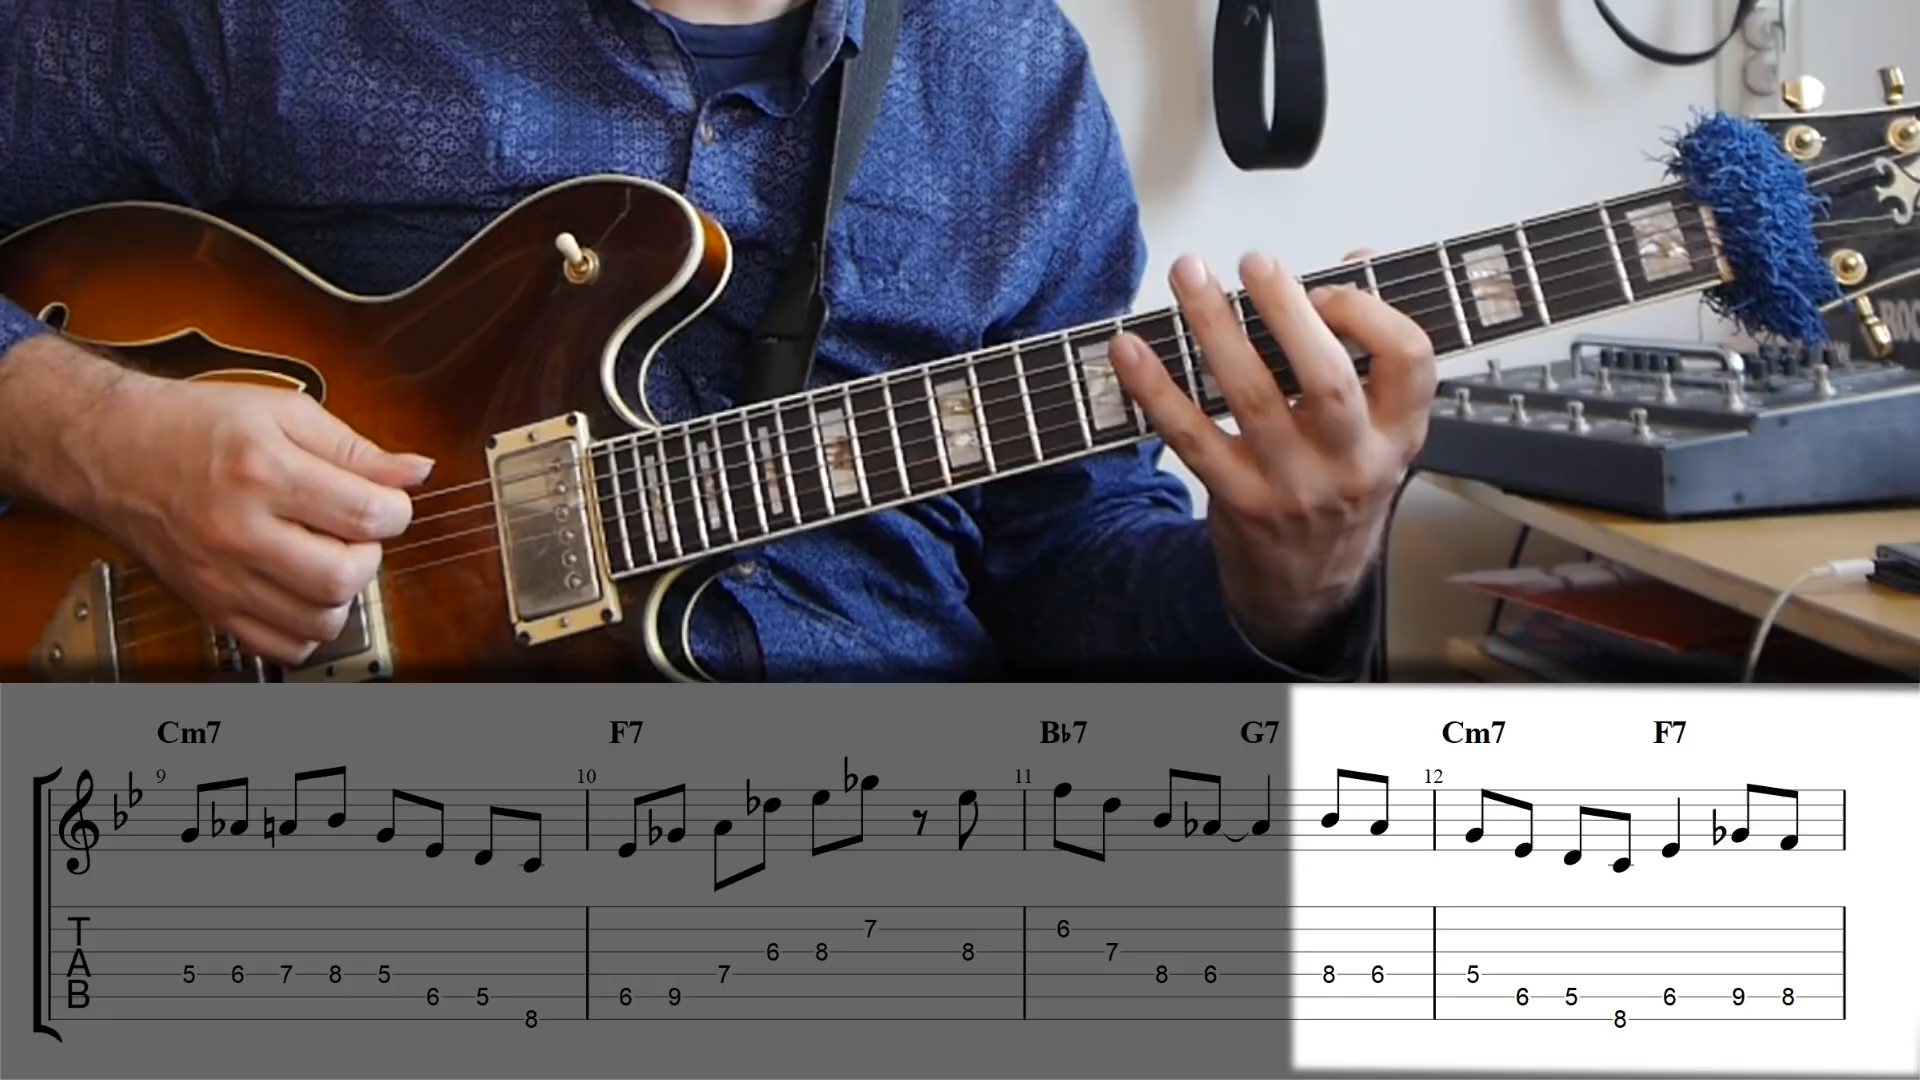 Cm7 F7 B♭7 G7 Cm7 F7
9 10 11 12
T
A
B
7 6
6 8 8 7
5 6 7 8 5 7 8 6 8 6 5
6 5 6 9 6 5 6 9 8
8 8
ROC